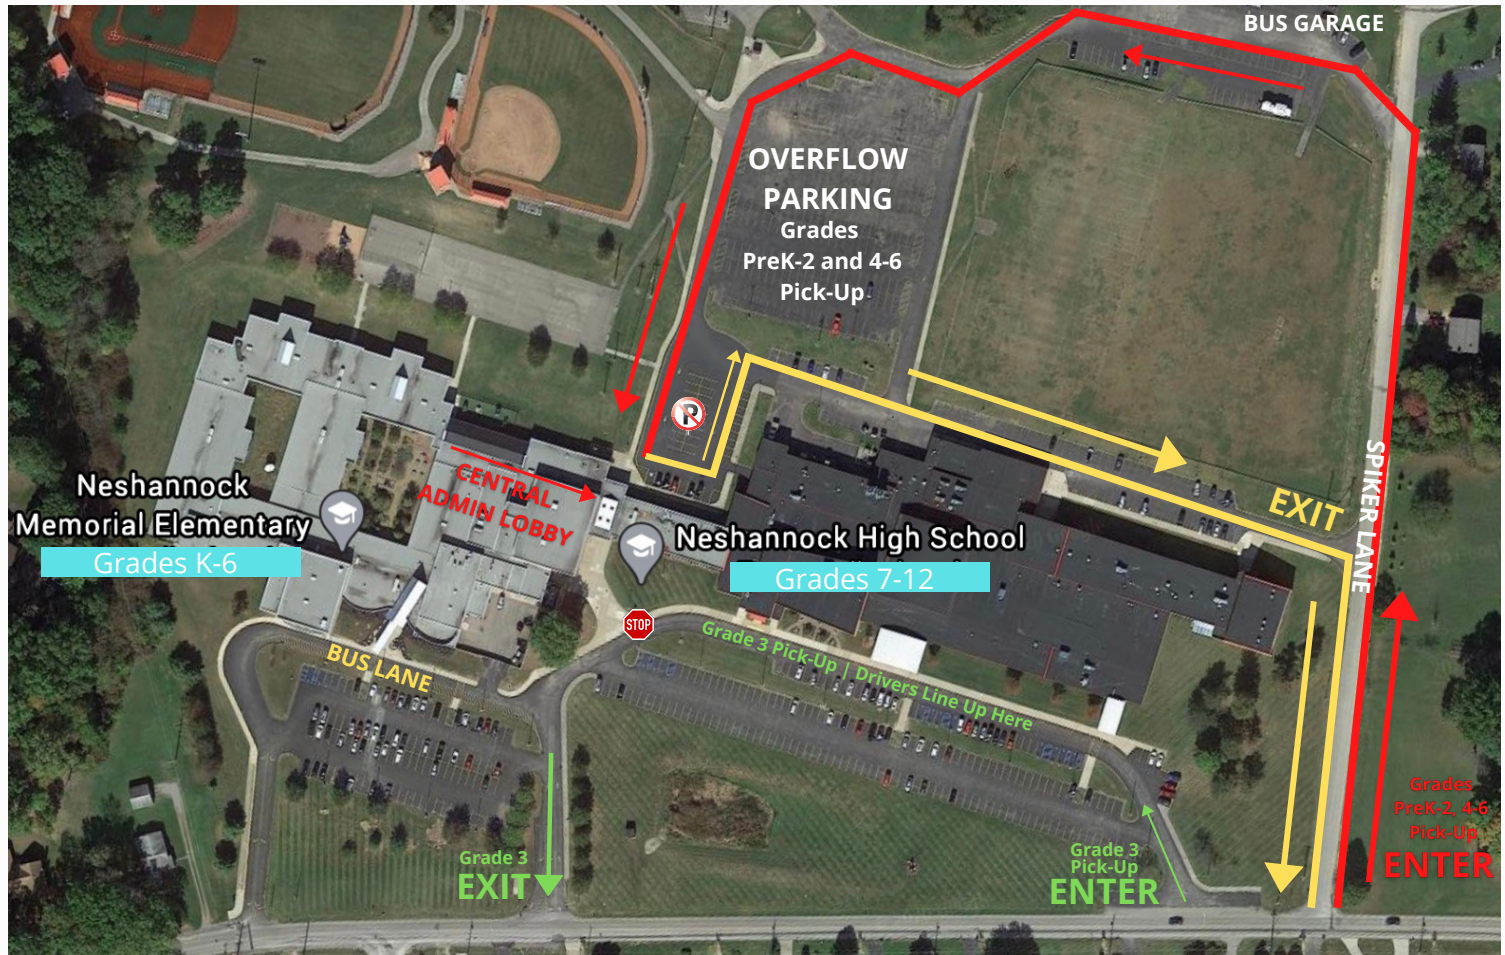 BUS GARAGE
OVERFLOW
PARKING
Grades
PreK-2 and 4-6
Pick-Up
P
CENTRAL
ADMIN LOBBY
Neshannock
Memorial Elementary
Grades K-6
Neshannock High School
Grades 7-12
EXIT
SPIKER LANE
STOP
BUS LANE
Grade 3 Pick-Up | Drivers Line Up Here
Grades
PreK-2, 4-6
Pick-Up
ENTER
Grade 3
EXIT
Grade 3
Pick-Up
ENTER